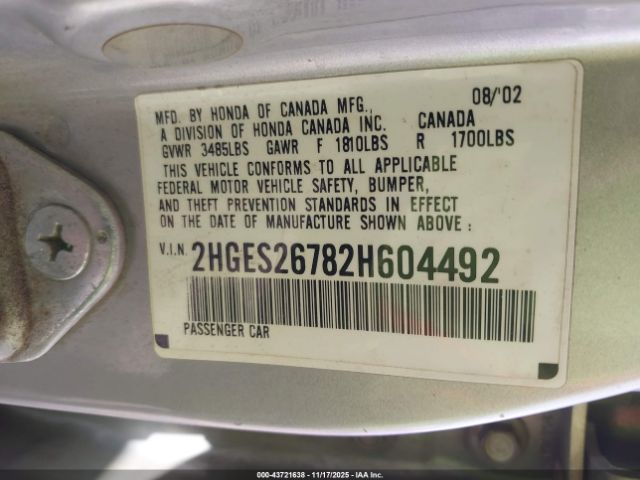 08/'02
MFD. BY HONDA OF CANADA MFG.,
A DIVISION OF HONDA CANADA INC. CANADA
GVWR 3485LBS GAWR F 1810LBS R 1700LBS
THIS VEHICLE CONFORMS TO ALL APPLICABLE
FEDERAL MOTOR VEHICLE SAFETY, BUMPER,
AND THEFT PREVENTION STANDARDS IN EFFECT
ON THE DATE OF MANUFACTURE SHOWN ABOVE:
V.I.N. 2HGES26782H604492
PASSENGER CAR
000-43721638 - 11/17/2025 - IAA Inc.